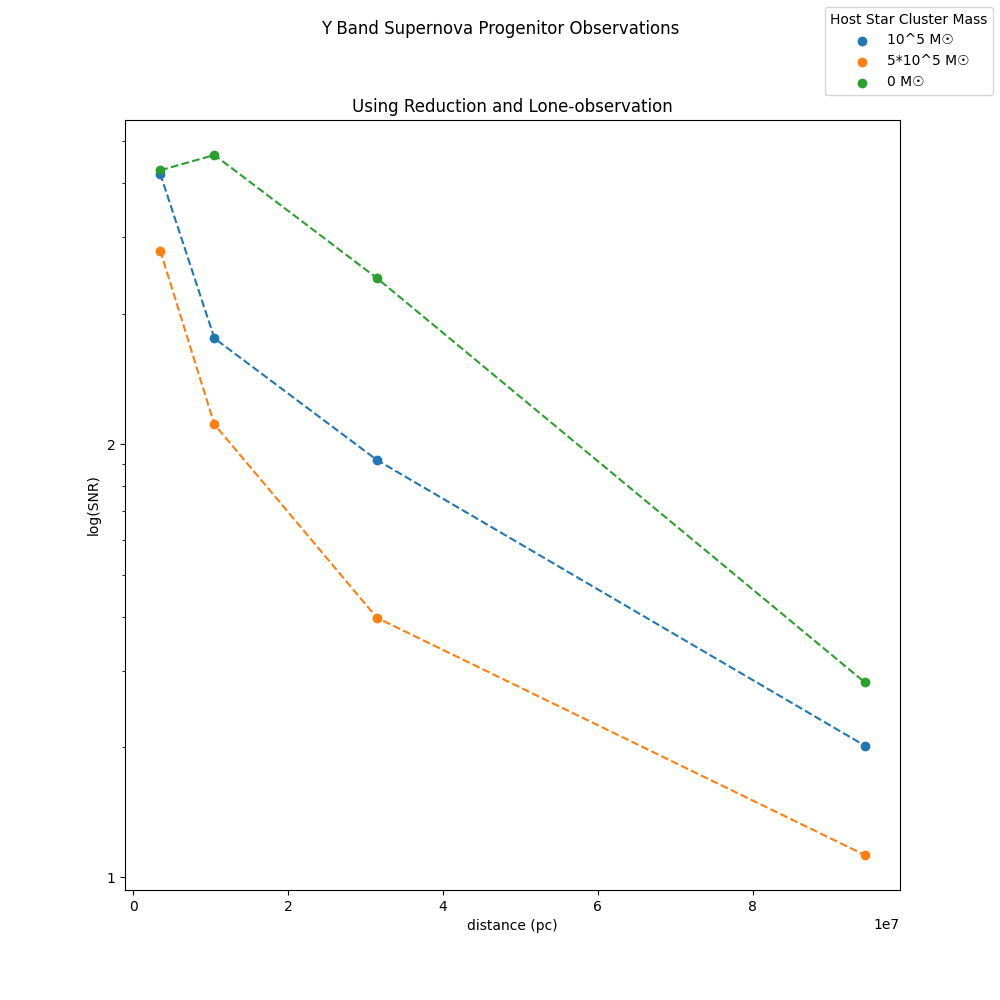 Y Band Supernova Progenitor Observations
Host Star Cluster Mass
10^5 M☉
5*10^5 M☉
0 M☉
Using Reduction and Lone-observation
log(SNR)
2
1
0 2 4 6 8
1e7
distance (pc)